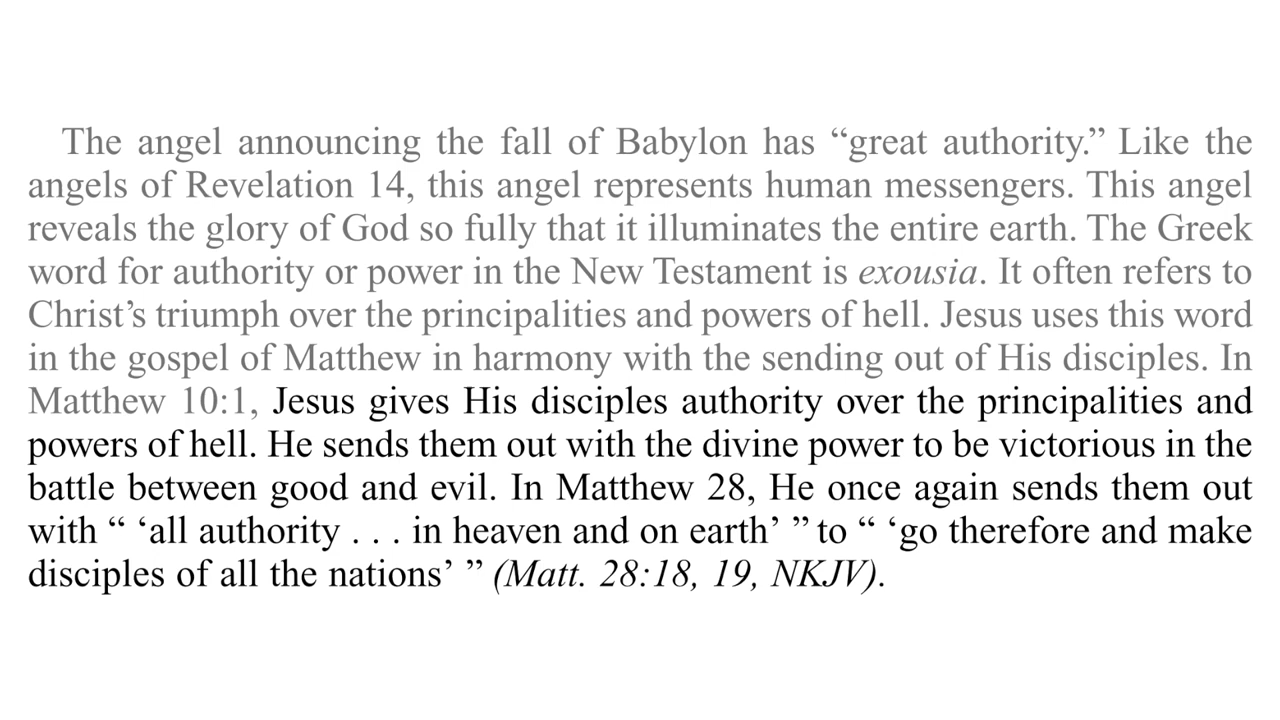 The angel announcing the fall of Babylon has “great authority.” Like the
angels of Revelation 14, this angel represents human messengers. This angel
reveals the glory of God so fully that it illuminates the entire earth. The Greek
word for authority or power in the New Testament is exousia. It often refers to
Christ’s triumph over the principalities and powers of hell. Jesus uses this word
in the gospel of Matthew in harmony with the sending out of His disciples. In
Matthew 10:1, Jesus gives His disciples authority over the principalities and
powers of hell. He sends them out with the divine power to be victorious in the
battle between good and evil. In Matthew 28, He once again sends them out
with “ ‘all authority . . . in heaven and on earth’ ” to “ ‘go therefore and make
disciples of all the nations’ ” (Matt. 28:18, 19, NKJV).